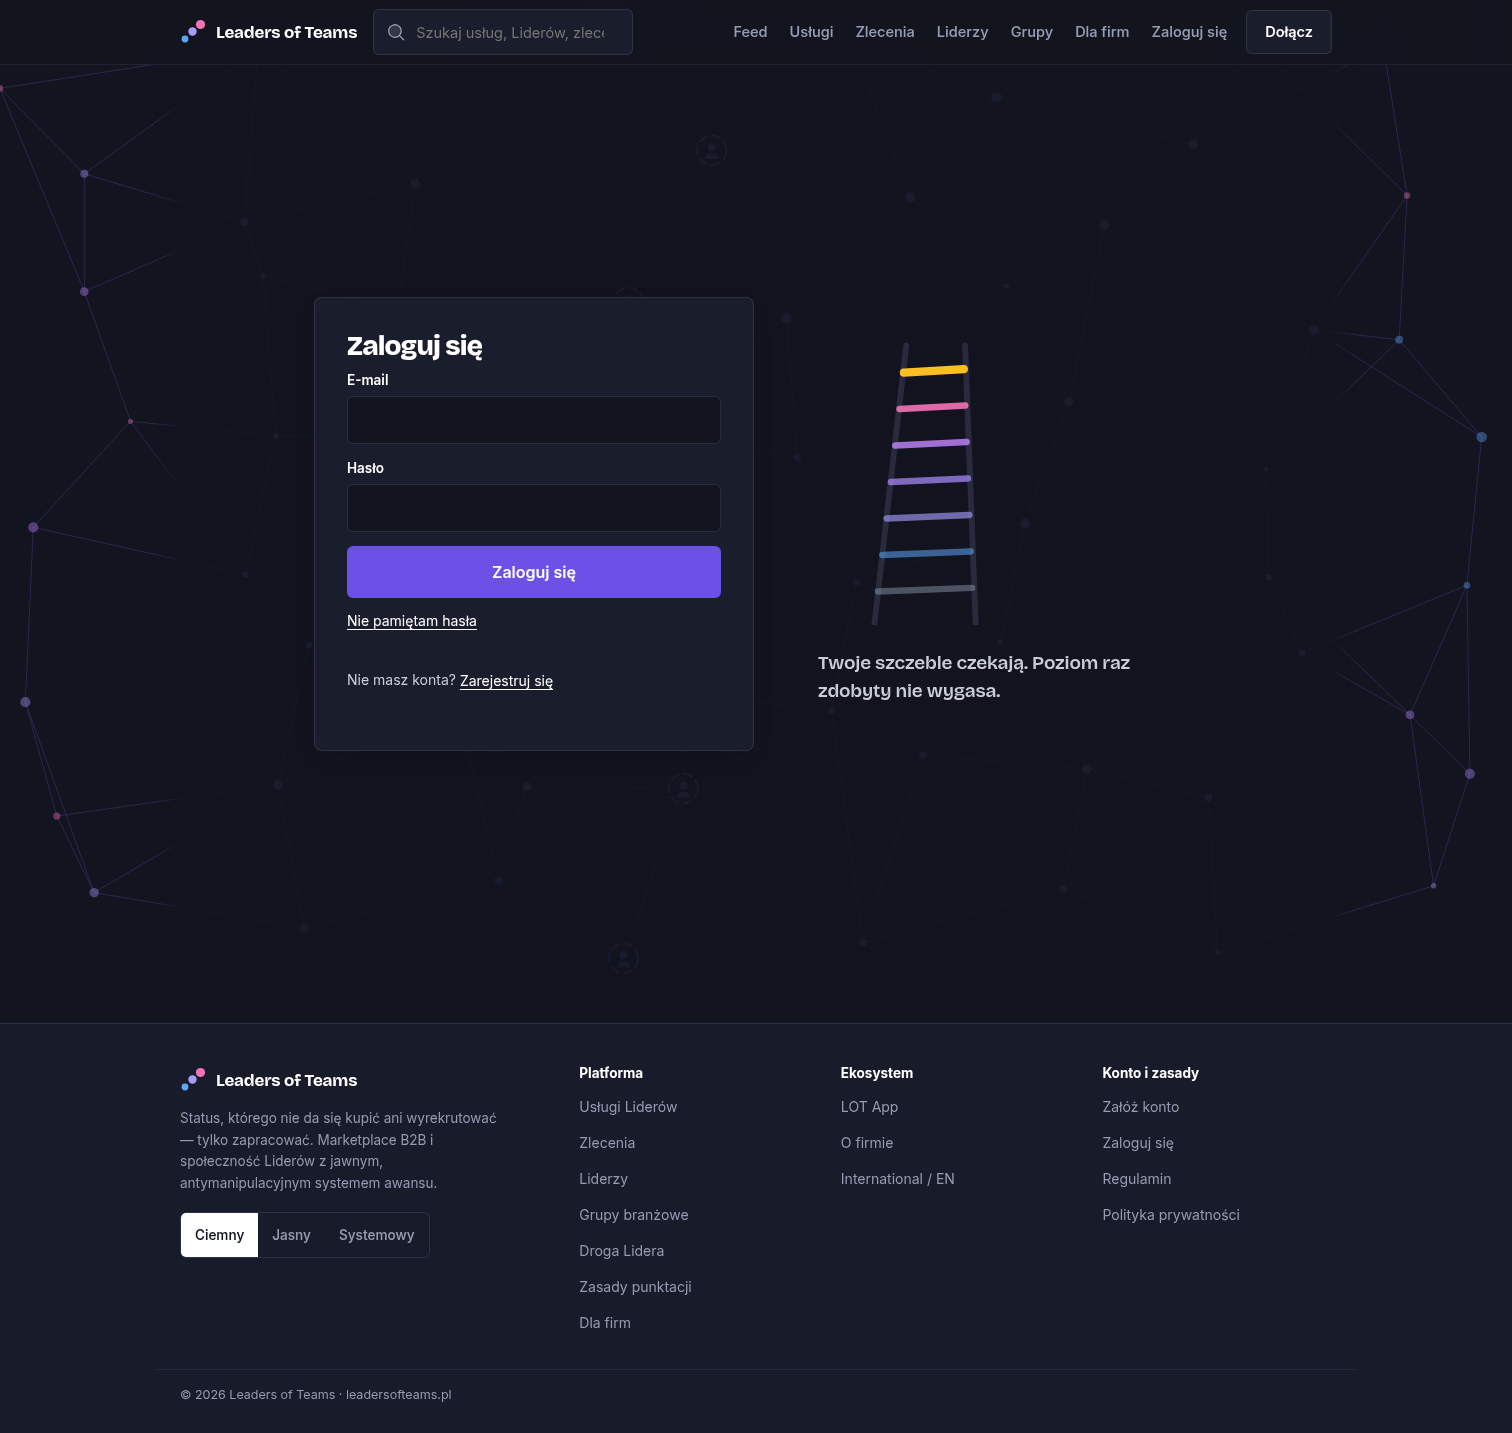 Leaders of Teams
Szukaj usług, Liderów, zlec
Feed
Usługi
Zlecenia
Liderzy
Grupy
Dla firm
Zaloguj się
Dołącz
Zaloguj się
E-mail
Hasło
Zaloguj się
Nie pamiętam hasła
Nie masz konta? Zarejestruj się
Twoje szczeble czekają. Poziom raz
zdobyty nie wygasa.
Leaders of Teams
Status, którego nie da się kupić ani wyrekrutować
— tylko zapracować. Marketplace B2B i
społeczność Liderów z jawnym,
antymanipulacyjnym systemem awansu.
Ciemny
Jasny
Systemowy
Platforma
Usługi Liderów
Zlecenia
Liderzy
Grupy branżowe
Droga Lidera
Zasady punktacji
Dla firm
Ekosystem
LOT App
O firmie
International / EN
Konto i zasady
Załóż konto
Zaloguj się
Regulamin
Polityka prywatności
© 2026 Leaders of Teams · leadersofteams.pl